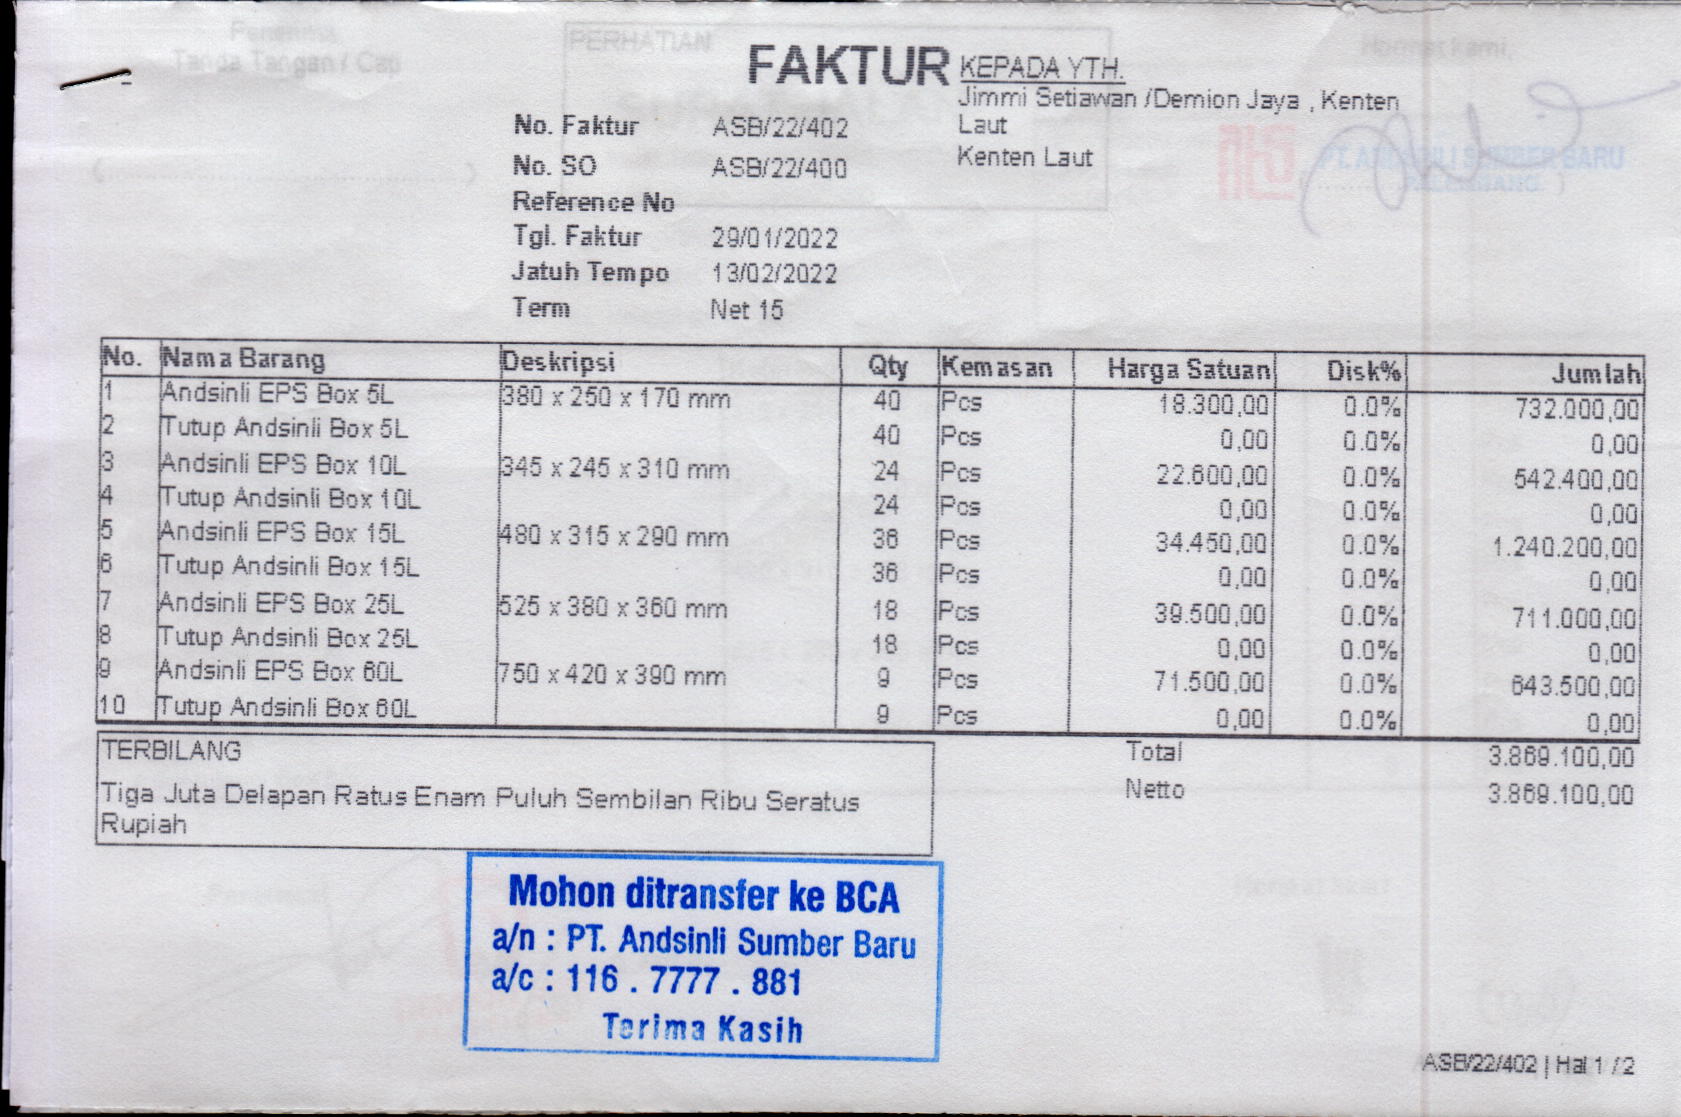 FAKTUR
KEPADA YTH.
Jimmi Setiawan /Demion Jaya , Kenten
Laut
Kenten Laut
No. Faktur ASB/22/402
No. SO ASB/22/400
Reference No
Tgl. Faktur 29/01/2022
Jatuh Tempo 13/02/2022
Term Net 15
No. Nama Barang Deskripsi Qty Kemasan Harga Satuan Disk% Jumlah
1 Andsinli EPS Box 5L 380 x 250 x 170 mm 40 Pcs 18.300,00 0.0% 732.000,00
2 Tutup Andsinli Box 5L 40 Pcs 0,00 0.0% 0,00
3 Andsinli EPS Box 10L 345 x 245 x 310 mm 24 Pcs 22.600,00 0.0% 542.400,00
4 Tutup Andsinli Box 10L 24 Pcs 0,00 0.0% 0,00
5 Andsinli EPS Box 15L 480 x 315 x 290 mm 36 Pcs 34.450,00 0.0% 1.240.200,00
6 Tutup Andsinli Box 15L 36 Pcs 0,00 0.0% 0,00
7 Andsinli EPS Box 25L 525 x 380 x 360 mm 18 Pcs 39.500,00 0.0% 711.000,00
8 Tutup Andsinli Box 25L 18 Pcs 0,00 0.0% 0,00
9 Andsinli EPS Box 60L 750 x 420 x 390 mm 9 Pcs 71.500,00 0.0% 643.500,00
10 Tutup Andsinli Box 60L 9 Pcs 0,00 0.0% 0,00
TERBILANG
Tiga Juta Delapan Ratus Enam Puluh Sembilan Ribu Seratus
Rupiah
Total 3.869.100,00
Netto 3.869.100,00
Mohon ditransfer ke BCA
a/n : PT. Andsinli Sumber Baru
a/c : 116 . 7777 . 881
Terima Kasih
ASB/22/402 | Hal 1 / 2
Penerima,
Tanda Tangan / Cap
PERHATIAN
Hormat Kami,
PT. ANDSINLI SUMBER BARU
PALEMBANG